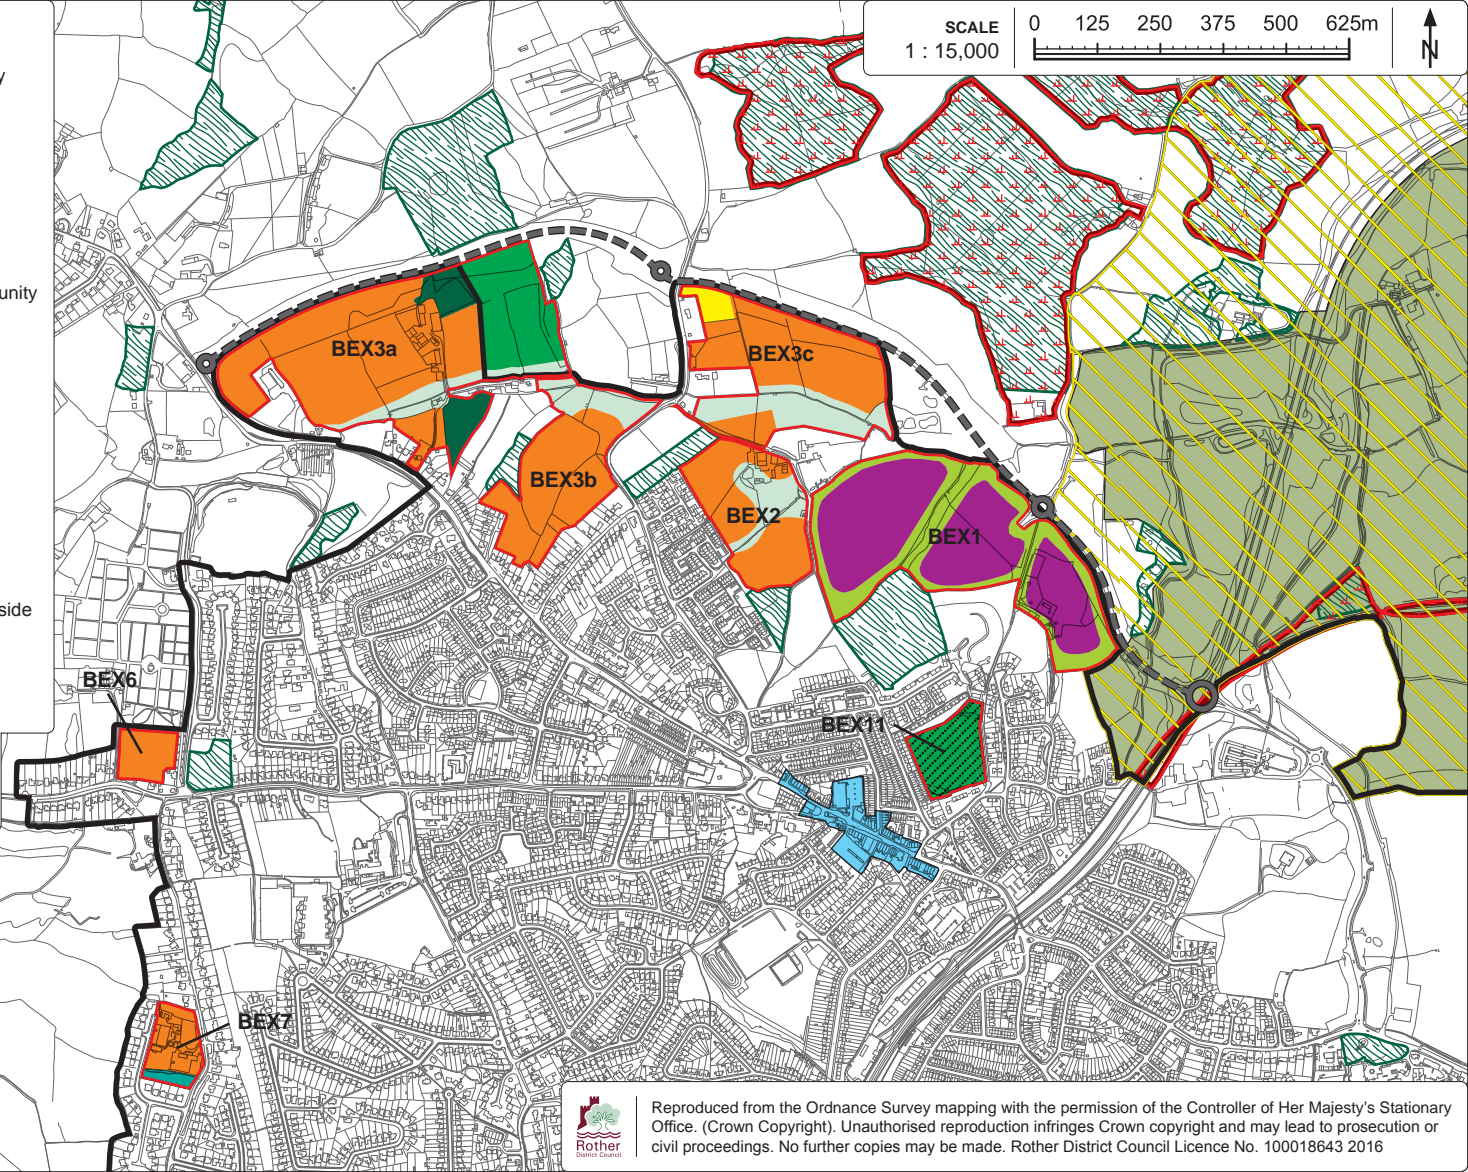 SCALE
1 : 15,000
0 125 250 375 500 625m
N
y
unity
side
BEX3a
BEX3c
BEX3b
BEX2
BEX1
BEX6
BEX11
BEX7
Rother
District Council
Reproduced from the Ordnance Survey mapping with the permission of the Controller of Her Majesty's Stationary
Office. (Crown Copyright). Unauthorised reproduction infringes Crown copyright and may lead to prosecution or
civil proceedings. No further copies may be made. Rother District Council Licence No. 100018643 2016